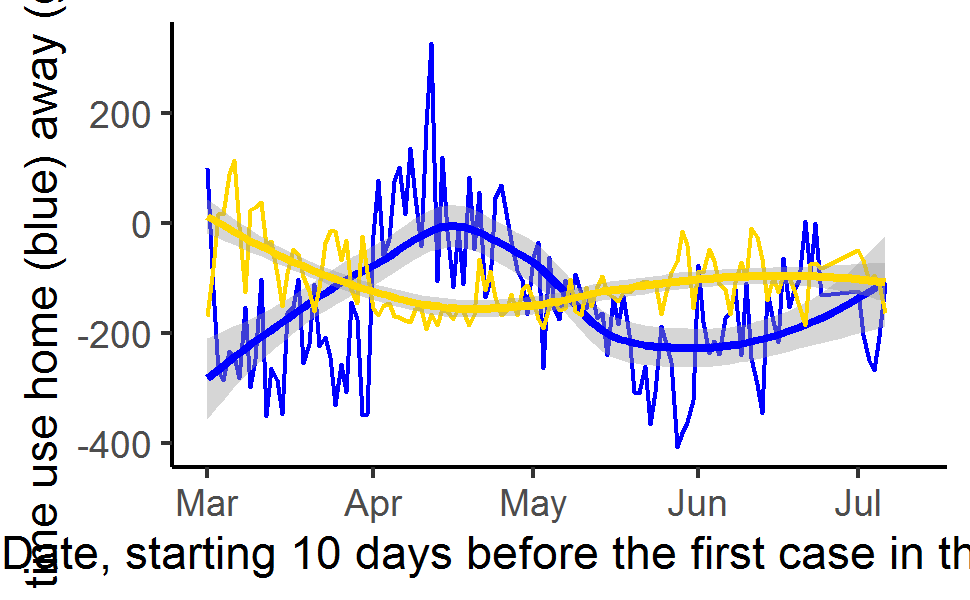 time use home (blue) away (
200
0
-200
-400
Mar Apr May Jun Jul
Date, starting 10 days before the first case in th